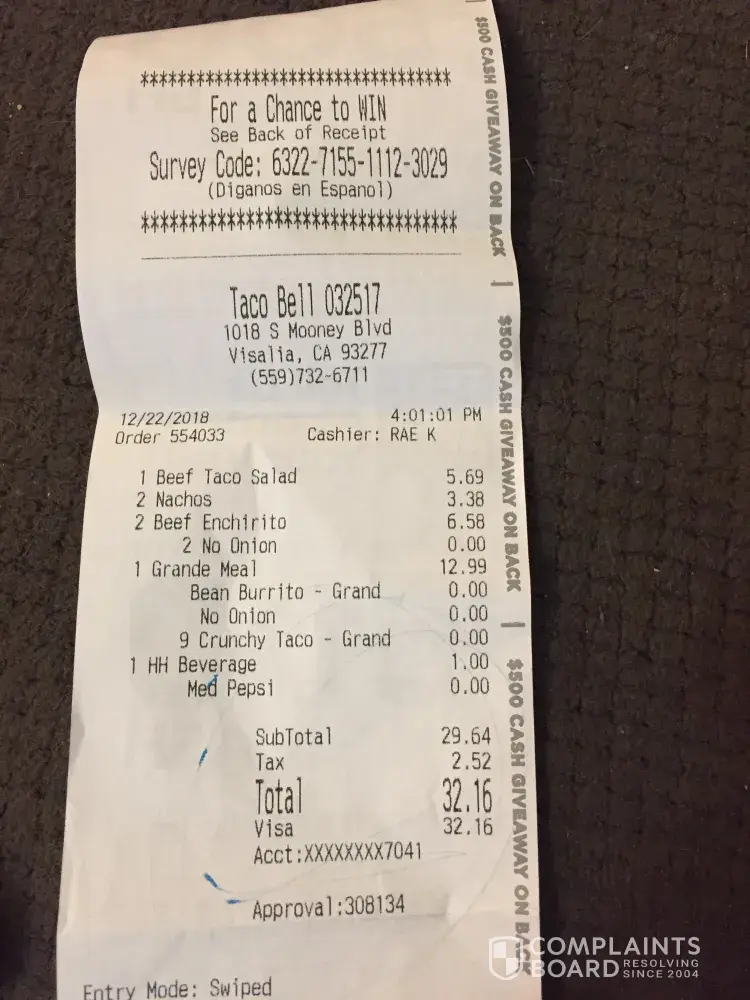 **********************************
For a Chance to WIN
See Back of Receipt
Survey Code: 6322-7155-1112-3029
(Diganos en Espanol)
**********************************
Taco Bell 032517
1018 S Mooney Blvd
Visalia, CA 93277
(559)732-6711
12/22/2018 4:01:01 PM
Order 554033 Cashier: RAE K
1 Beef Taco Salad 5.69
2 Nachos 3.38
2 Beef Enchirito 6.58
2 No Onion 0.00
1 Grande Meal 12.99
Bean Burrito - Grand 0.00
No Onion 0.00
9 Crunchy Taco - Grand 0.00
1 HH Beverage 1.00
Med Pepsi 0.00
SubTotal 29.64
Tax 2.52
Total 32.16
Visa 32.16
Acct:XXXXXXXX7041
Approval:308134
Entry Mode: Swiped
$500 CASH GIVEAWAY ON BACK | $500 CASH GIVEAWAY ON BACK | $500 CASH GIVEAWAY ON BACK
COMPLAINTS
BOARD RESOLVING
SINCE 2004